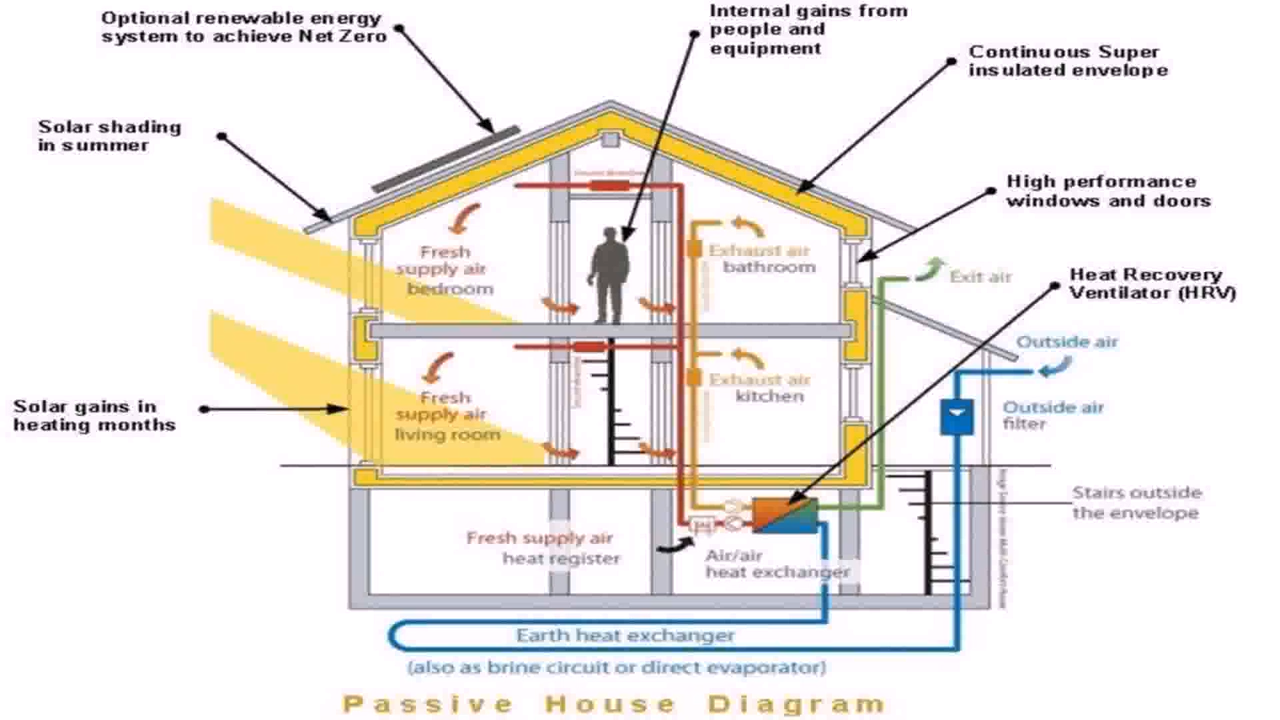 Optional renewable energy
system to achieve Net Zero
Internal gains from
people and
equipment
Continuous Super
insulated envelope
Solar shading
in summer
High performance
windows and doors
Heat Recovery
Ventilator (HRV)
Solar gains in
heating months
Fresh
supply air
bedroom
Exhaust air
bathroom
Exit air
Fresh
supply air
living room
Exhaust air
kitchen
Outside air
Outside air
filter
Stairs outside
the envelope
Fresh supply air
heat register
Air/air
heat exchanger
Earth heat exchanger
(also as brine circuit or direct evaporator)
Passive House Diagram